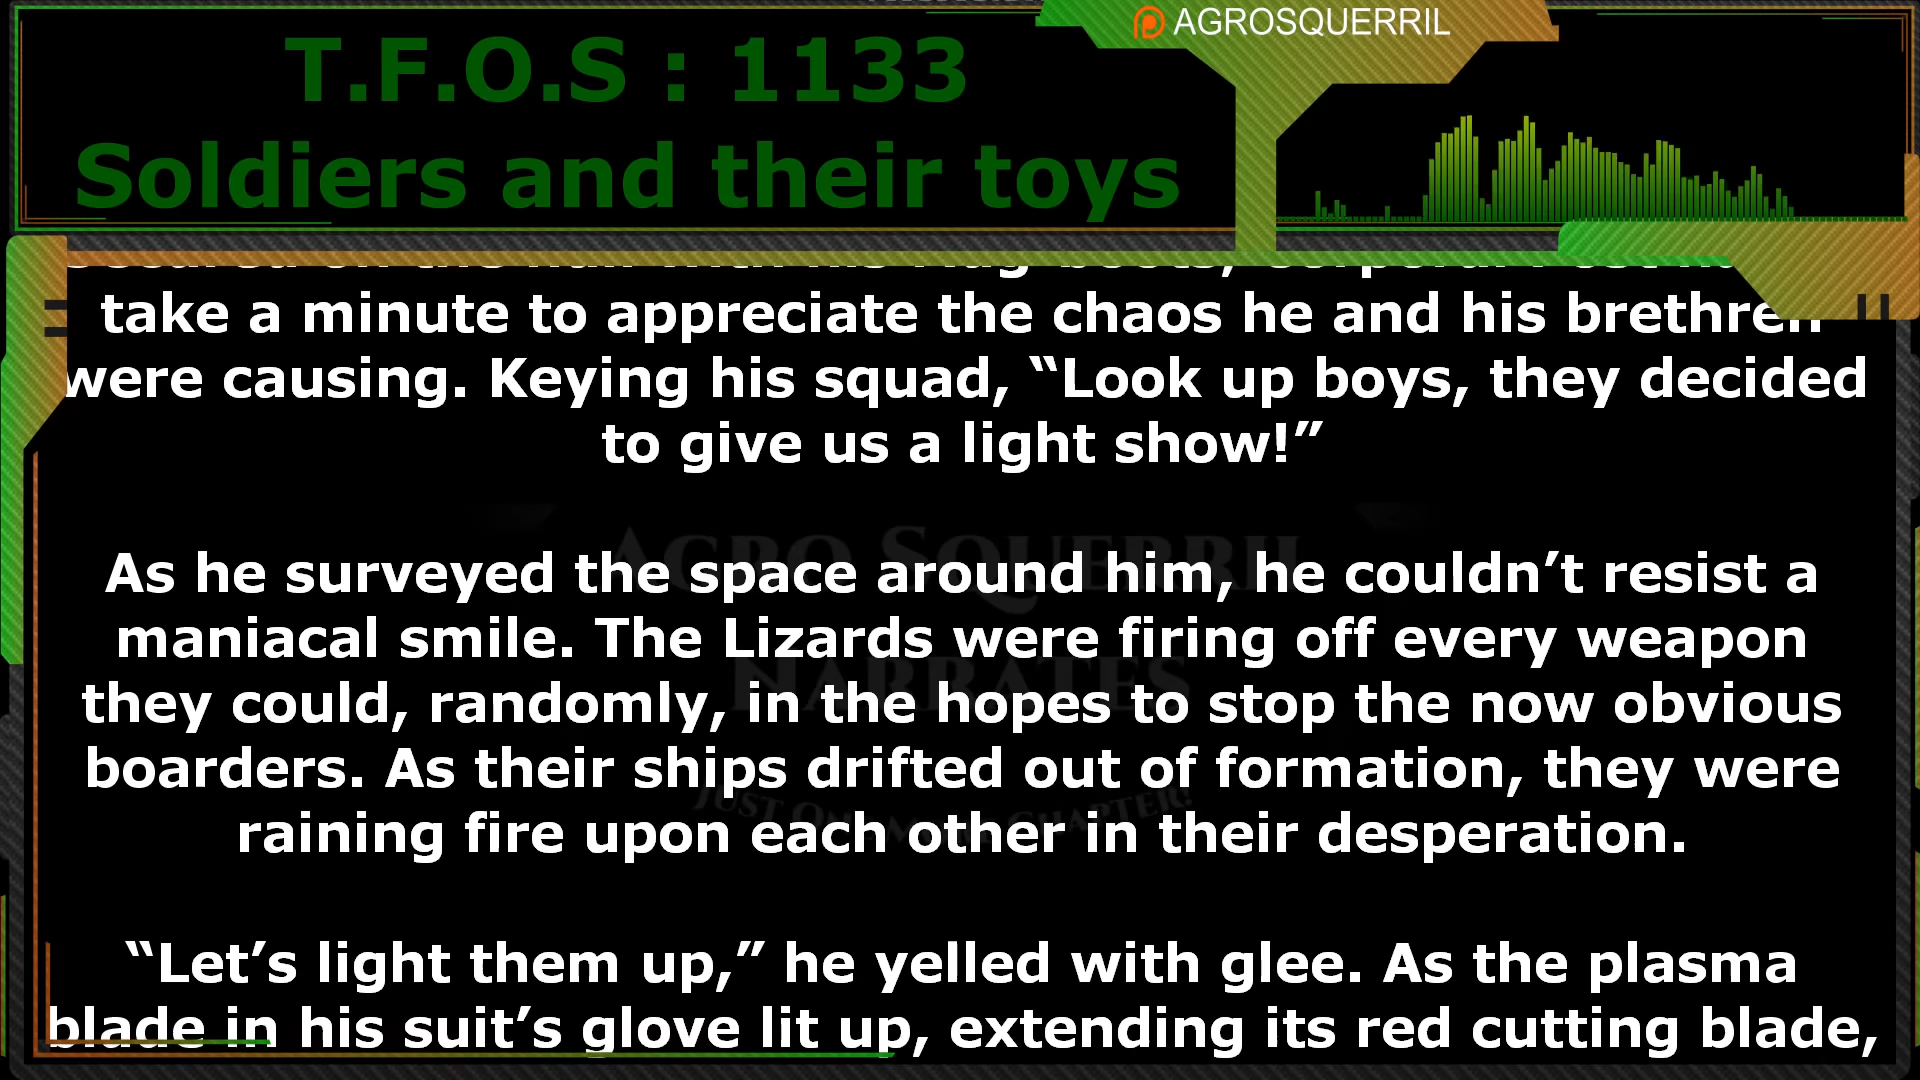 AGROSQUERRIL
T.F.O.S : 1133
Soldiers and their toys
take a minute to appreciate the chaos he and his brethren
were causing. Keying his squad, “Look up boys, they decided
to give us a light show!”
As he surveyed the space around him, he couldn’t resist a
maniacal smile. The Lizards were firing off every weapon
they could, randomly, in the hopes to stop the now obvious
boarders. As their ships drifted out of formation, they were
raining fire upon each other in their desperation.
“Let’s light them up,” he yelled with glee. As the plasma
blade in his suit’s glove lit up, extending its red cutting blade,
Agro Squerril
Narrates